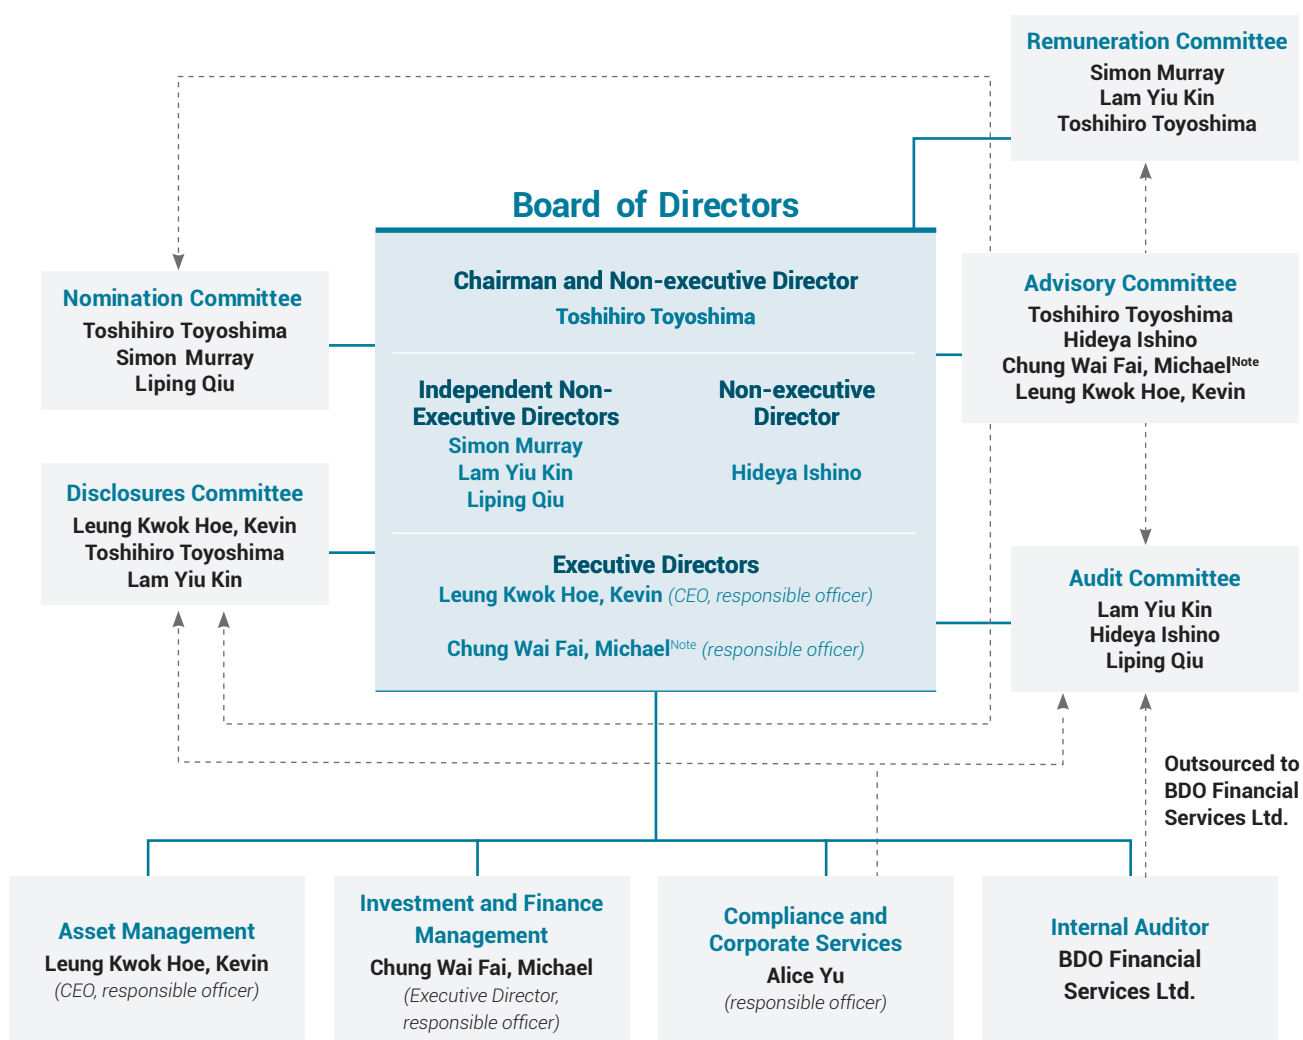 Remuneration Committee
Simon Murray
Lam Yiu Kin
Toshihiro Toyoshima
Board of Directors
Chairman and Non-executive Director
Toshihiro Toyoshima
Independent Non-
Executive Directors
Simon Murray
Lam Yiu Kin
Liping Qiu
Non-executive
Director
Hideya Ishino
Executive Directors
Leung Kwok Hoe, Kevin (CEO, responsible officer)
Chung Wai Fai, MichaelNote (responsible officer)
Nomination Committee
Toshihiro Toyoshima
Simon Murray
Liping Qiu
Disclosures Committee
Leung Kwok Hoe, Kevin
Toshihiro Toyoshima
Lam Yiu Kin
Advisory Committee
Toshihiro Toyoshima
Hideya Ishino
Chung Wai Fai, MichaelNote
Leung Kwok Hoe, Kevin
Audit Committee
Lam Yiu Kin
Hideya Ishino
Liping Qiu
Outsourced to
BDO Financial
Services Ltd.
Asset Management
Leung Kwok Hoe, Kevin
(CEO, responsible officer)
Investment and Finance
Management
Chung Wai Fai, Michael
(Executive Director,
responsible officer)
Compliance and
Corporate Services
Alice Yu
(responsible officer)
Internal Auditor
BDO Financial
Services Ltd.